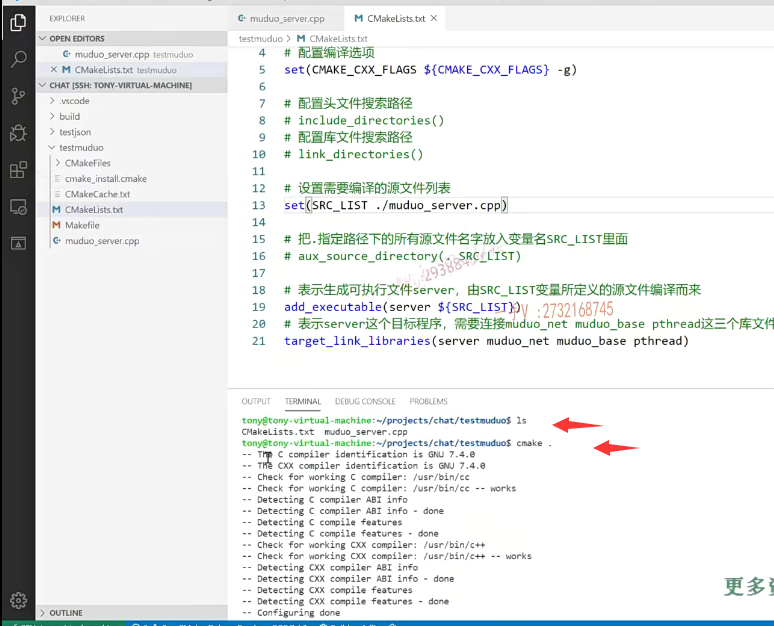 EXPLORER
OPEN EDITORS
muduo_server.cpp testmuduo
CMakeLists.txt testmuduo
CHAT [SSH: TONY-VIRTUAL-MACHINE]
.vscode
build
testjson
testmuduo
CMakeFiles
cmake_install.cmake
CMakeCache.txt
CMakeLists.txt
Makefile
muduo_server.cpp
OUTLINE
muduo_server.cpp
CMakeLists.txt
testmuduo > CMakeLists.txt
4 # 配置编译选项
5 set(CMAKE_CXX_FLAGS ${CMAKE_CXX_FLAGS} -g)
6
7 # 配置头文件搜索路径
8 # include_directories()
9 # 配置库文件搜索路径
10 # link_directories()
11
12 # 设置需要编译的源文件列表
13 set(SRC_LIST ./muduo_server.cpp)
14
15 # 把.指定路径下的所有源文件名字放入变量名SRC_LIST里面
16 # aux_source_directory(. SRC_LIST)
17
18 # 表示生成可执行文件server，由SRC_LIST变量所定义的源文件编译而来
19 add_executable(server ${SRC_LIST})
20 # 表示server这个目标程序，需要连接muduo_net muduo_base pthread这三个库文件
21 target_link_libraries(server muduo_net muduo_base pthread)
:2732168745
OUTPUT TERMINAL DEBUG CONSOLE PROBLEMS
tony@tony-virtual-machine:~/projects/chat/testmuduo$ ls
CMakeLists.txt muduo_server.cpp
tony@tony-virtual-machine:~/projects/chat/testmuduo$ cmake .
-- The C compiler identification is GNU 7.4.0
-- The CXX compiler identification is GNU 7.4.0
-- Check for working C compiler: /usr/bin/cc
-- Check for working C compiler: /usr/bin/cc -- works
-- Detecting C compiler ABI info
-- Detecting C compiler ABI info - done
-- Detecting C compile features
-- Detecting C compile features - done
-- Check for working CXX compiler: /usr/bin/c++
-- Check for working CXX compiler: /usr/bin/c++ -- works
-- Detecting CXX compiler ABI info
-- Detecting CXX compiler ABI info - done
-- Detecting CXX compile features
-- Detecting CXX compile features - done
-- Configuring done
更多